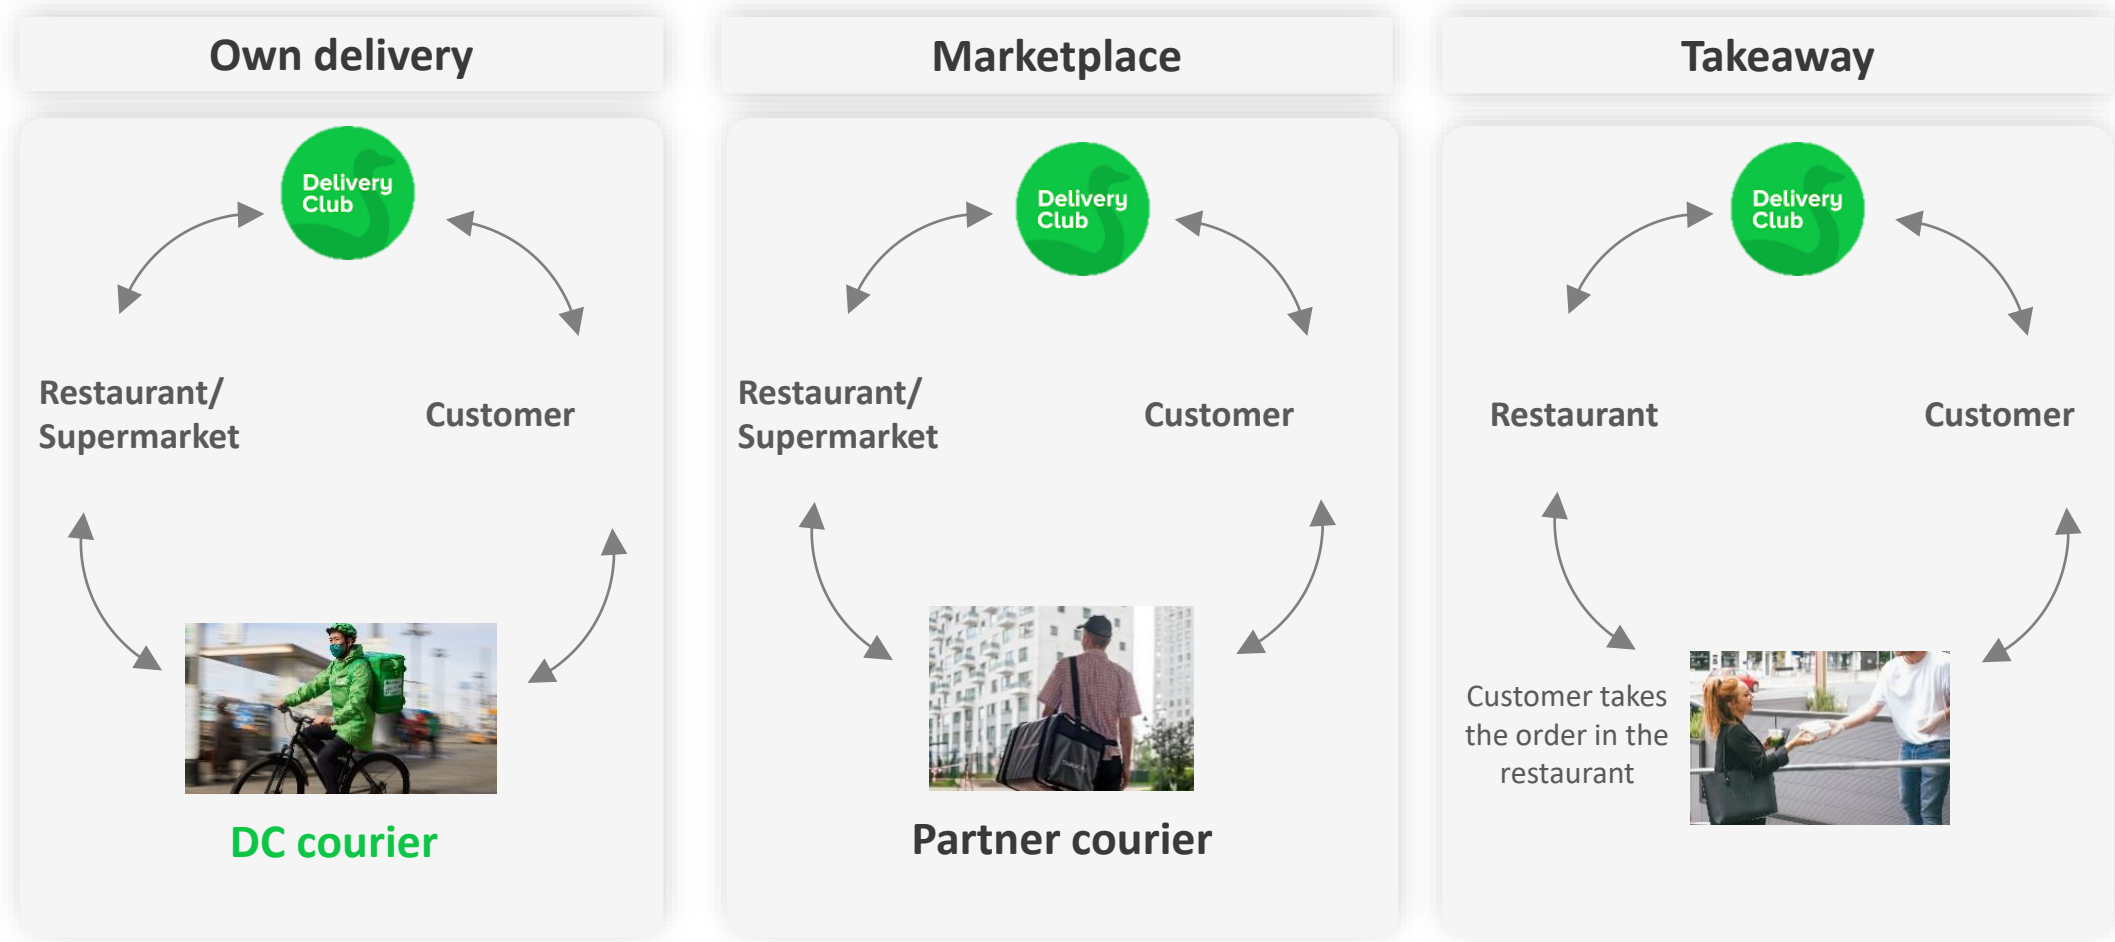 Own delivery
Delivery
Club
Restaurant/
Supermarket
Customer
DC courier
Marketplace
Delivery
Club
Restaurant/
Supermarket
Customer
Partner courier
Takeaway
Delivery
Club
Restaurant
Customer
Customer takes
the order in the
restaurant